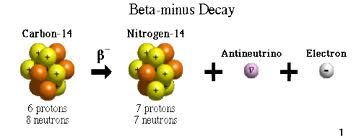 Beta-minus Decay
Carbon-14
Nitrogen-14
β⁻
Antineutrino
Electron
+
+
ν
-
6 protons
8 neutrons
7 protons
7 neutrons
1